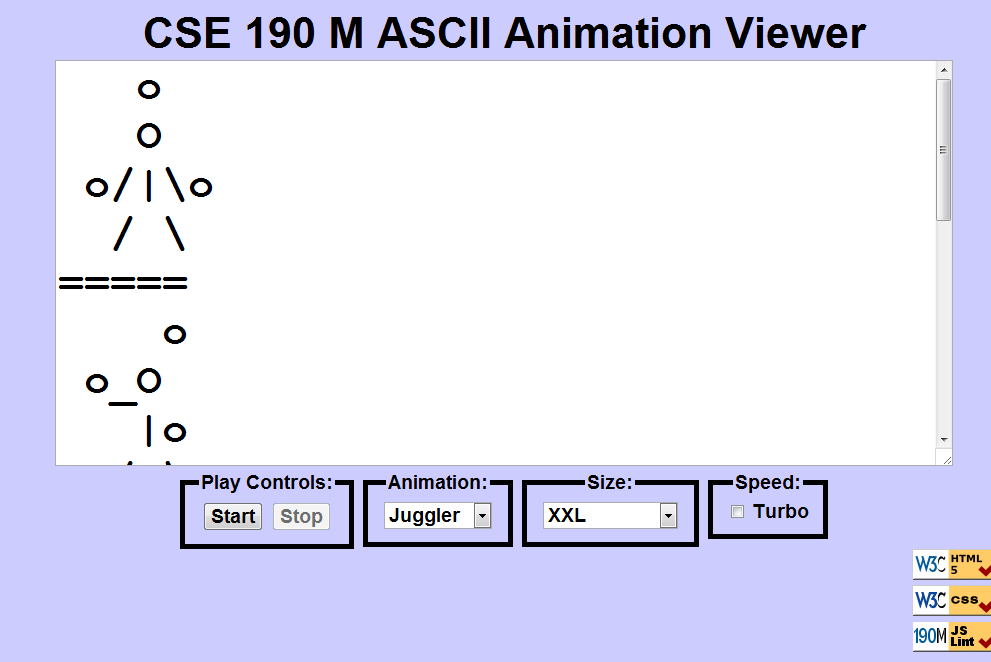 CSE 190 M ASCII Animation Viewer
     o
     O
 o/|\o
  / \
=====
      o
 o_O
   |o
Play Controls: Animation: Size: Speed:
Start Stop Juggler XXL Turbo
W3C HTML 5
W3C css
190M JS Lint